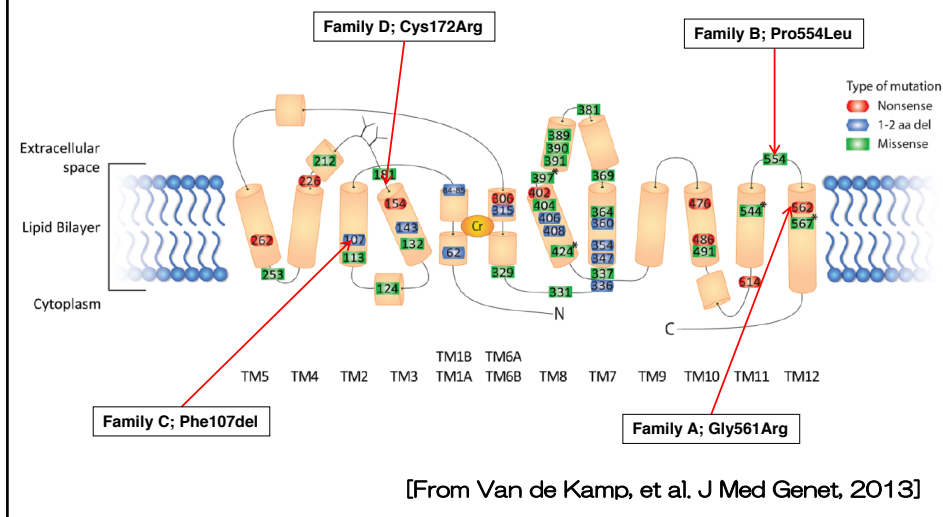 Family D; Cys172Arg
Family B; Pro554Leu
Type of mutation
Nonsense
1-2 aa del
Missense
Extracellular
space
Lipid Bilayer
Cytoplasm
381
389
390
391
212
554
181
397*
369
226
84-85
306
315
402
404
406
408
424*
154
143
132
364
360
476
544*
562
567*
Cr
262
107
113
62
354
347
486
491
253
329
337
336
514
124
331
N
C
TM1B TM6A
TM5 TM4 TM2 TM3 TM1A TM6B TM8 TM7 TM9 TM10 TM11 TM12
Family C; Phe107del
Family A; Gly561Arg
[From Van de Kamp, et al. J Med Genet, 2013]